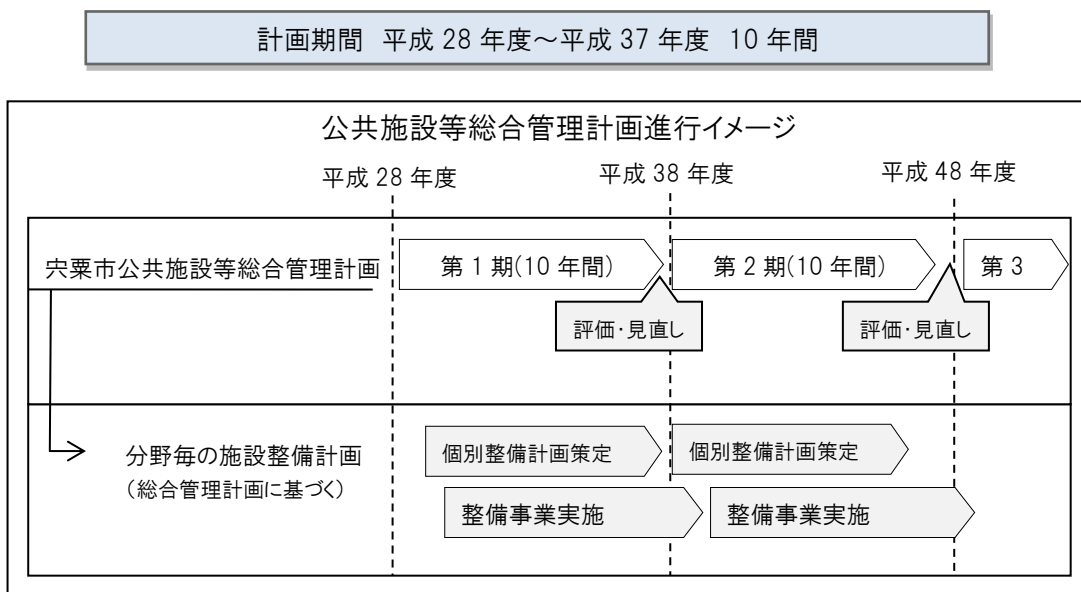 計画期間 平成 28 年度～平成 37 年度 10 年間
公共施設等総合管理計画進行イメージ
平成 28 年度
平成 38 年度
平成 48 年度
宍粟市公共施設等総合管理計画
第 1 期(10 年間)
第 2 期(10 年間)
第 3
評価・見直し
評価・見直し
分野毎の施設整備計画
（総合管理計画に基づく）
個別整備計画策定
個別整備計画策定
整備事業実施
整備事業実施